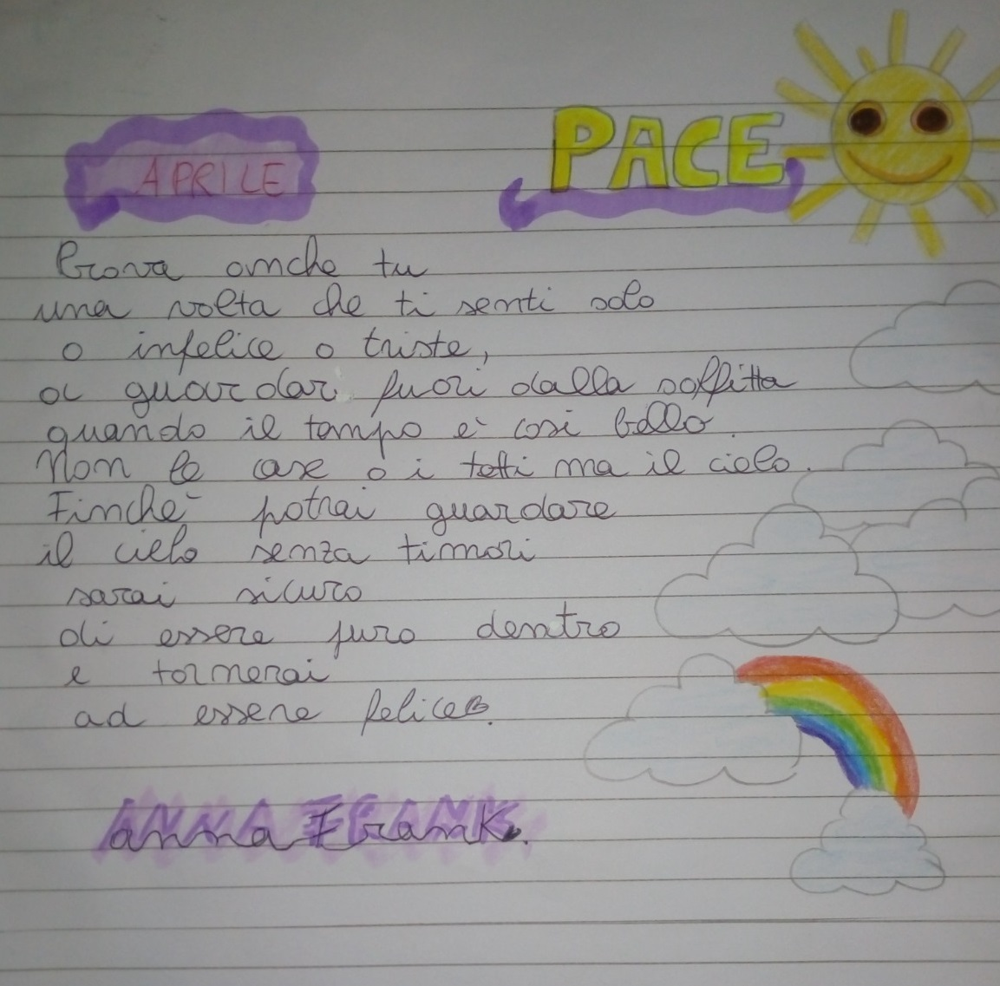 APRILE
PACE
Prova anche tu
una volta che ti senti solo
o infelice o triste,
a guardar fuori dalla soffitta
quando il tempo è così bello.
Non le case o i tetti ma il cielo.
Finchè potrai guardare
il cielo senza timori
sarai sicuro
di essere puro dentro
e tornerai
ad essere felice.
Anna Frank.